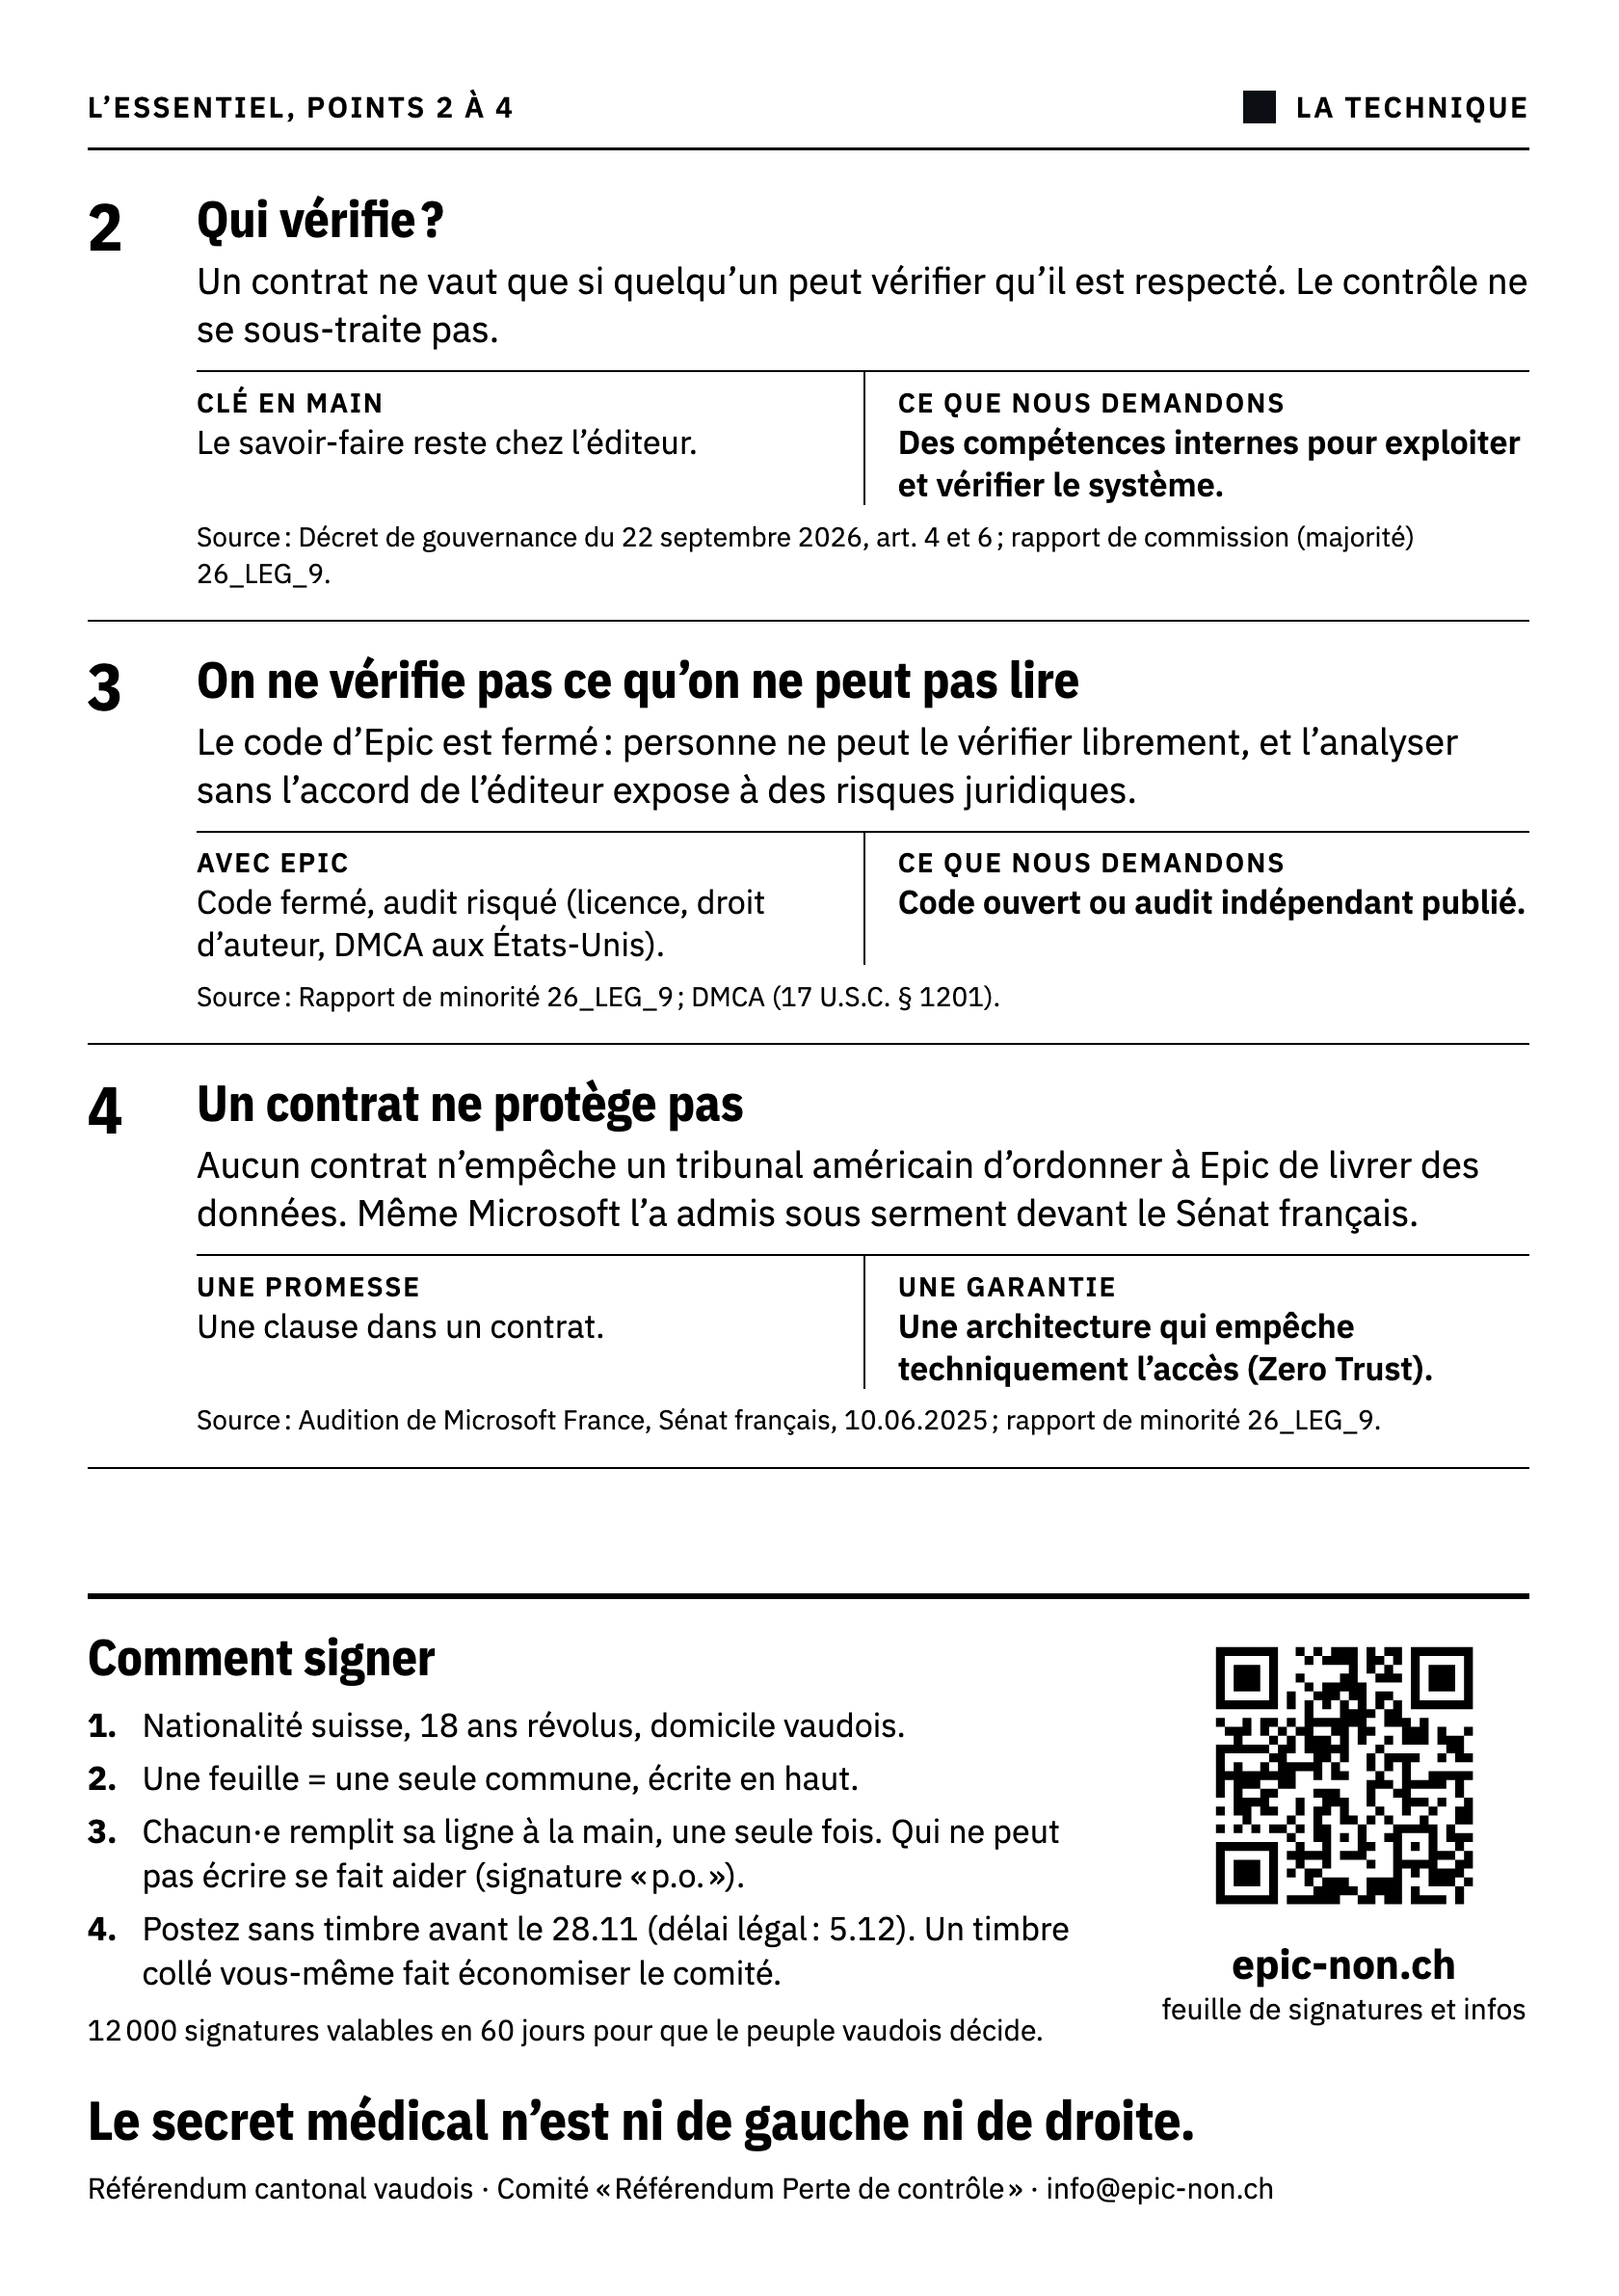 L’ESSENTIEL, POINTS 2 À 4
LA TECHNIQUE
2
Qui vérifie ?
Un contrat ne vaut que si quelqu’un peut vérifier qu’il est respecté. Le contrôle ne
se sous-traite pas.
CLÉ EN MAIN
Le savoir-faire reste chez l’éditeur.
CE QUE NOUS DEMANDONS
Des compétences internes pour exploiter
et vérifier le système.
Source : Décret de gouvernance du 22 septembre 2026, art. 4 et 6 ; rapport de commission (majorité)
26_LEG_9.
3
On ne vérifie pas ce qu’on ne peut pas lire
Le code d’Epic est fermé : personne ne peut le vérifier librement, et l’analyser
sans l’accord de l’éditeur expose à des risques juridiques.
AVEC EPIC
Code fermé, audit risqué (licence, droit
d’auteur, DMCA aux États-Unis).
CE QUE NOUS DEMANDONS
Code ouvert ou audit indépendant publié.
Source : Rapport de minorité 26_LEG_9 ; DMCA (17 U.S.C. § 1201).
4
Un contrat ne protège pas
Aucun contrat n’empêche un tribunal américain d’ordonner à Epic de livrer des
données. Même Microsoft l’a admis sous serment devant le Sénat français.
UNE PROMESSE
Une clause dans un contrat.
UNE GARANTIE
Une architecture qui empêche
techniquement l’accès (Zero Trust).
Source : Audition de Microsoft France, Sénat français, 10.06.2025 ; rapport de minorité 26_LEG_9.
Comment signer
1. Nationalité suisse, 18 ans révolus, domicile vaudois.
2. Une feuille = une seule commune, écrite en haut.
3. Chacun·e remplit sa ligne à la main, une seule fois. Qui ne peut
pas écrire se fait aider (signature « p.o. »).
4. Postez sans timbre avant le 28.11 (délai légal : 5.12). Un timbre
collé vous-même fait économiser le comité.
12 000 signatures valables en 60 jours pour que le peuple vaudois décide.
epic-non.ch
feuille de signatures et infos
Le secret médical n’est ni de gauche ni de droite.
Référendum cantonal vaudois · Comité « Référendum Perte de contrôle » · info@epic-non.ch